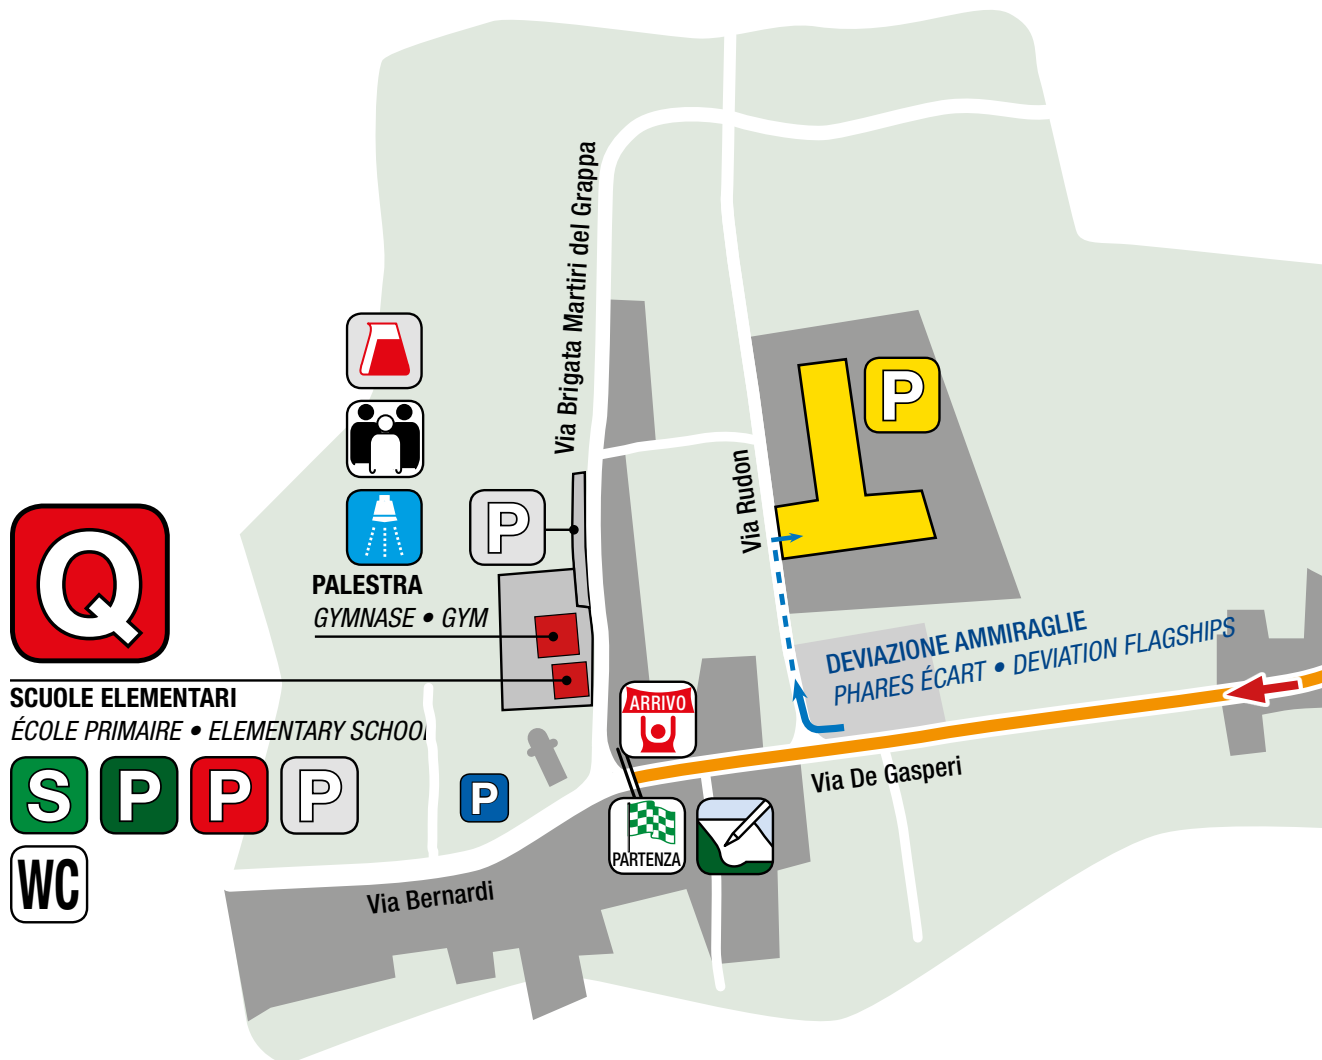 Via Brigata Martiri del Grappa
P
Via Rudon
P
Q
PALESTRA
GYMNASE • GYM
SCUOLE ELEMENTARI
ÉCOLE PRIMAIRE • ELEMENTARY SCHOOL
DEVIAZIONE AMMIRAGLIE
PHARES ÉCART • DEVIATION FLAGSHIPS
ARRIVO
S P P P
P
Via De Gasperi
PARTENZA
WC
Via Bernardi